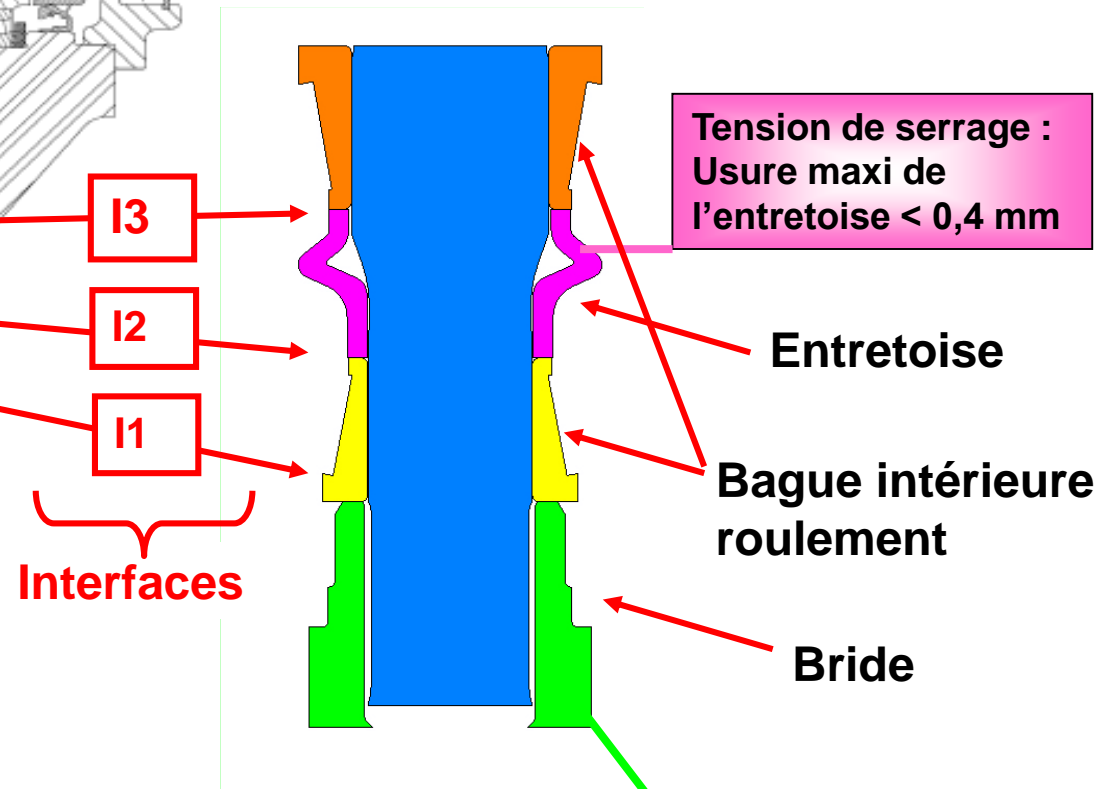 Tension de serrage :
Usure maxi de
l’entretoise < 0,4 mm
I3
I2
I1
Interfaces
Entretoise
Bague intérieure
roulement
Bride